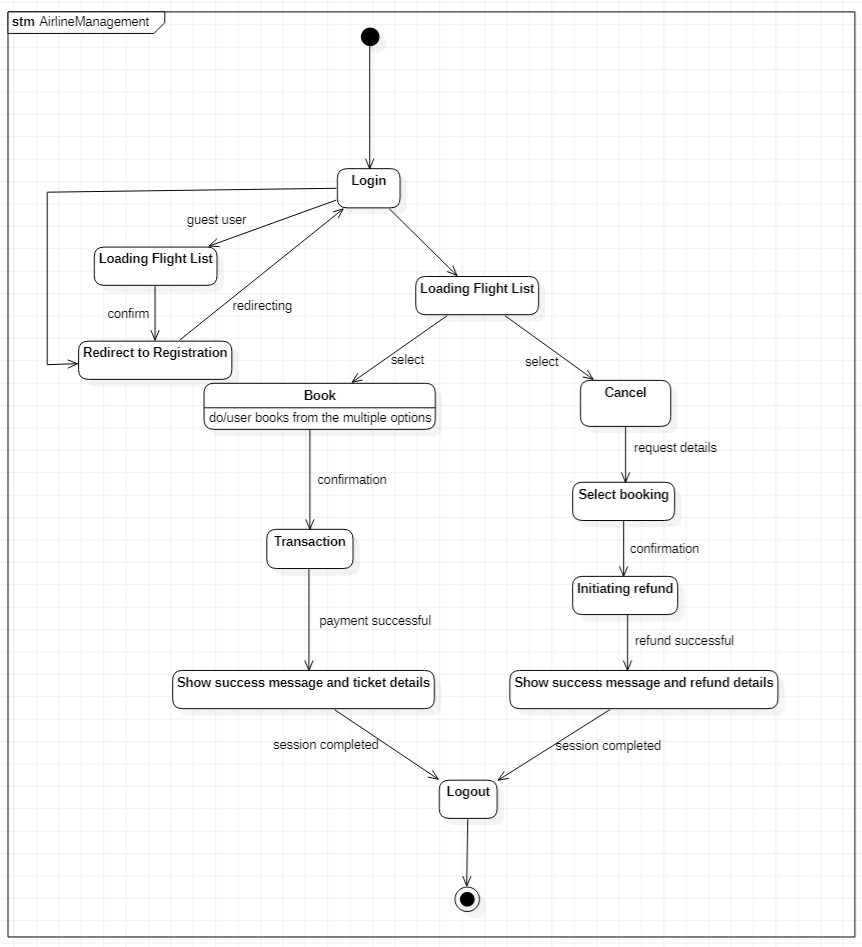 stm AirlineManagement
Login
guest user
Loading Flight List
Loading Flight List
redirecting
confirm
Redirect to Registration
select
select
Book
do/user books from the multiple options
Cancel
request details
confirmation
Select booking
Transaction
confirmation
Initiating refund
payment successful
refund successful
Show success message and ticket details
Show success message and refund details
session completed
session completed
Logout